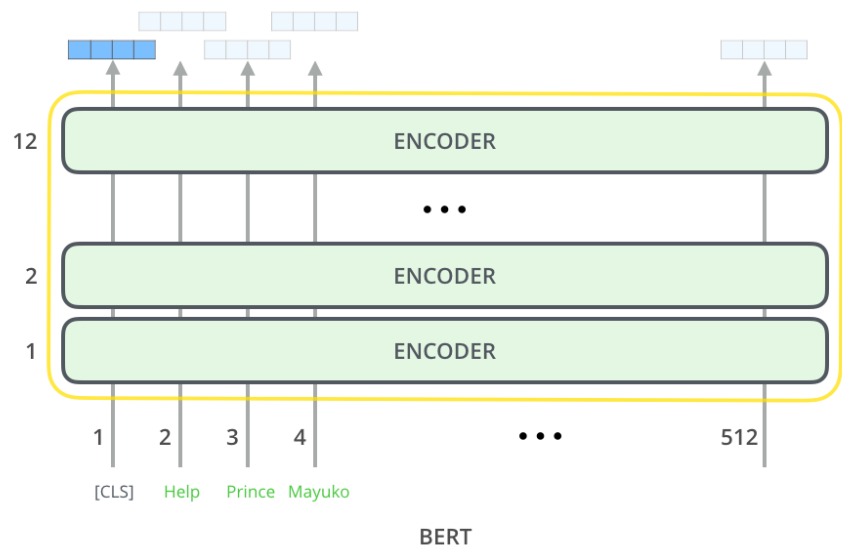 12 ENCODER
...
2 ENCODER
1 ENCODER
1 2 3 4 ... 512
[CLS] Help Prince Mayuko
BERT